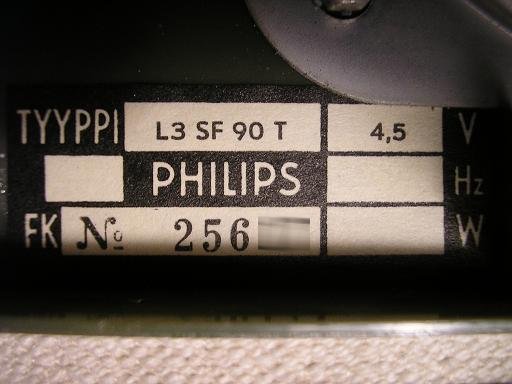 TYYPPI L3 SF 90 T 4,5 V
PHILIPS Hz
FK № 256 W